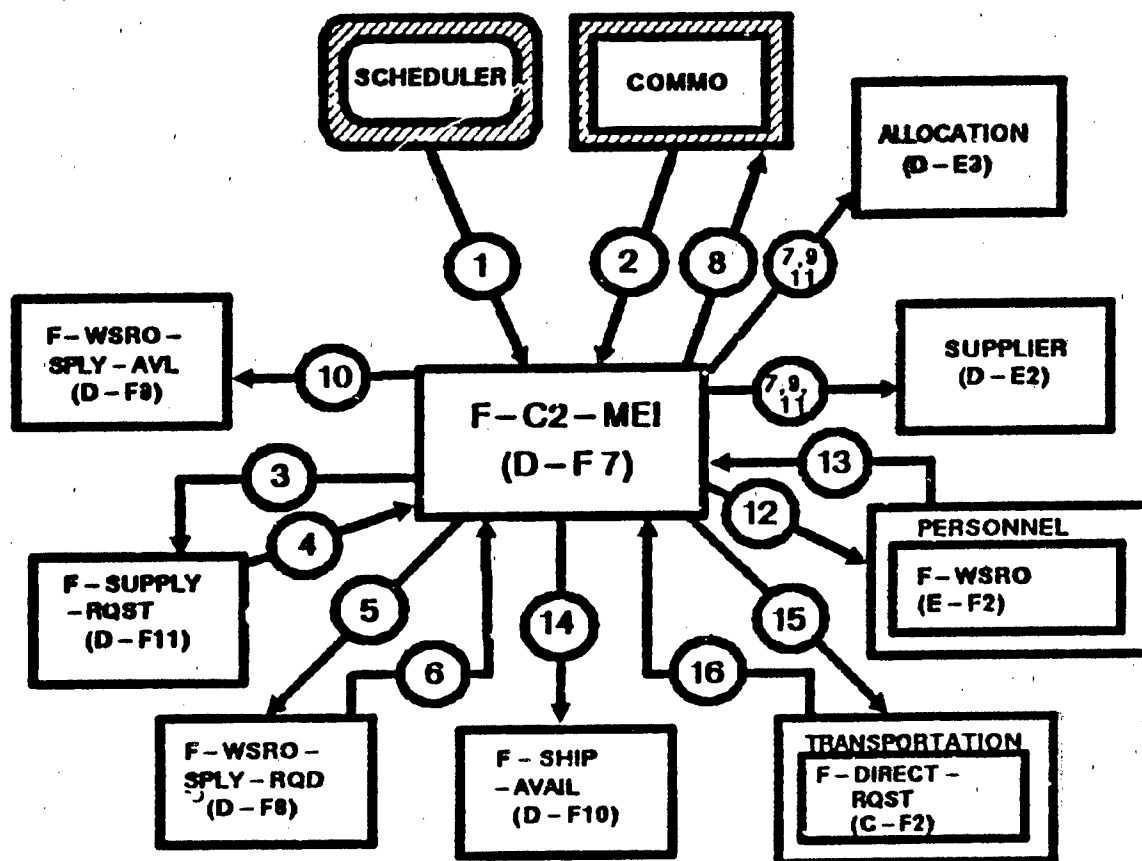 SCHEDULER
COMMO
ALLOCATION
(D-E3)
1
2
8
7,9
11
F-WSRO-
SPLY-AVL
(D-F9)
10
SUPPLIER
(D-E2)
7,9,
11
F-C2-MEI
(D-F7)
13
3
12
PERSONNEL
F-WSRO
(E-F2)
4
F-SUPPLY
-RQST
(D-F11)
5
14
15
6
16
F-WSRO-
SPLY-RQD
(D-F8)
F-SHIP
-AVAIL
(D-F10)
TRANSPORTATION
F-DIRECT-
RQST
(C-F2)